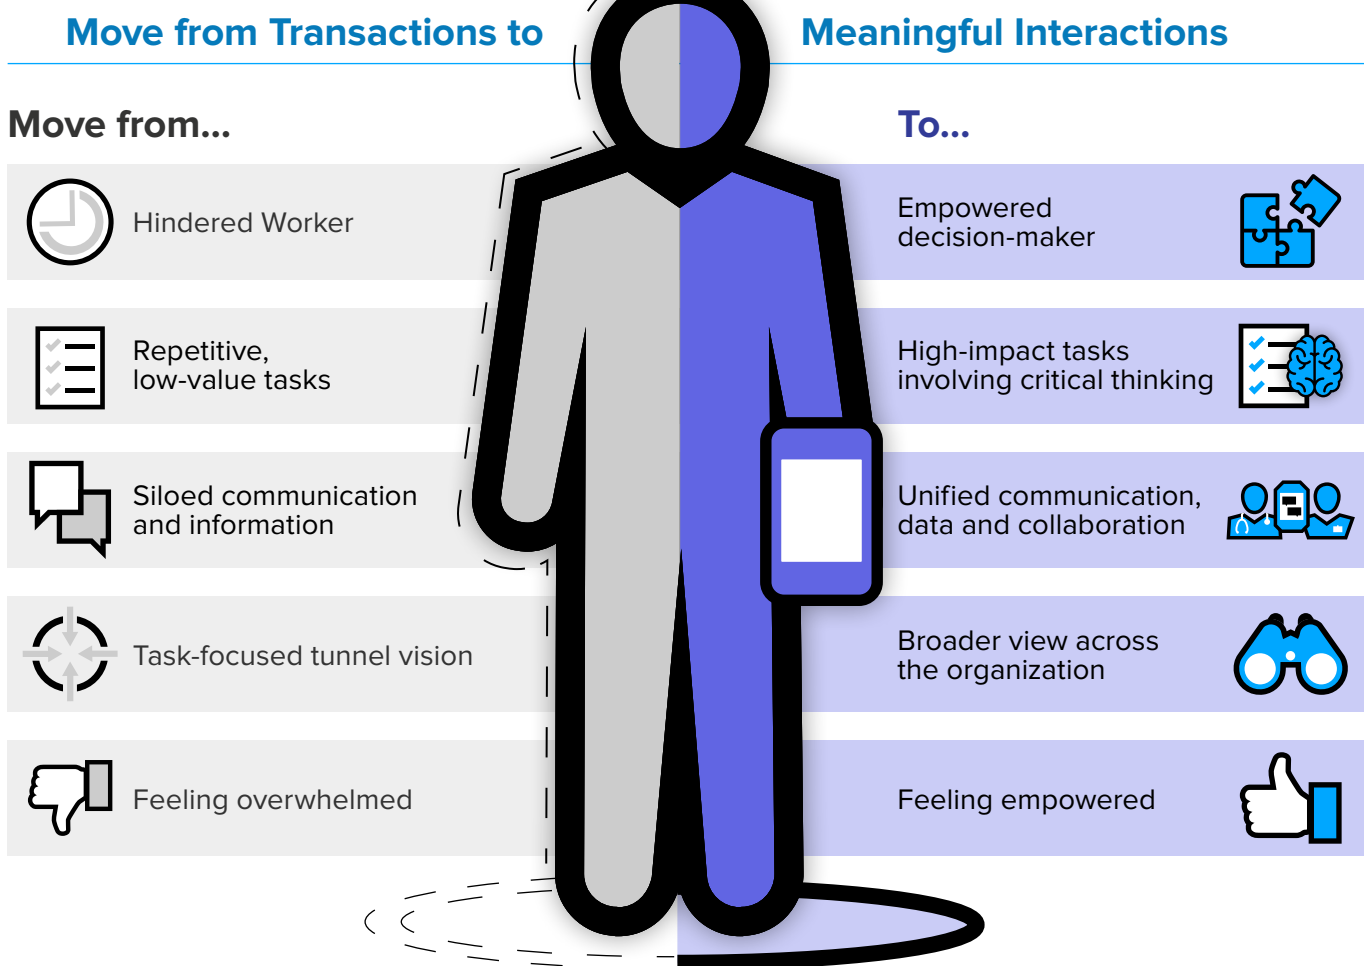 Move from Transactions to Meaningful Interactions
Move from...
To...
Hindered Worker
Empowered
decision-maker
Repetitive,
low-value tasks
High-impact tasks
involving critical thinking
Siloed communication
and information
Unified communication,
data and collaboration
Task-focused tunnel vision
Broader view across
the organization
Feeling overwhelmed
Feeling empowered